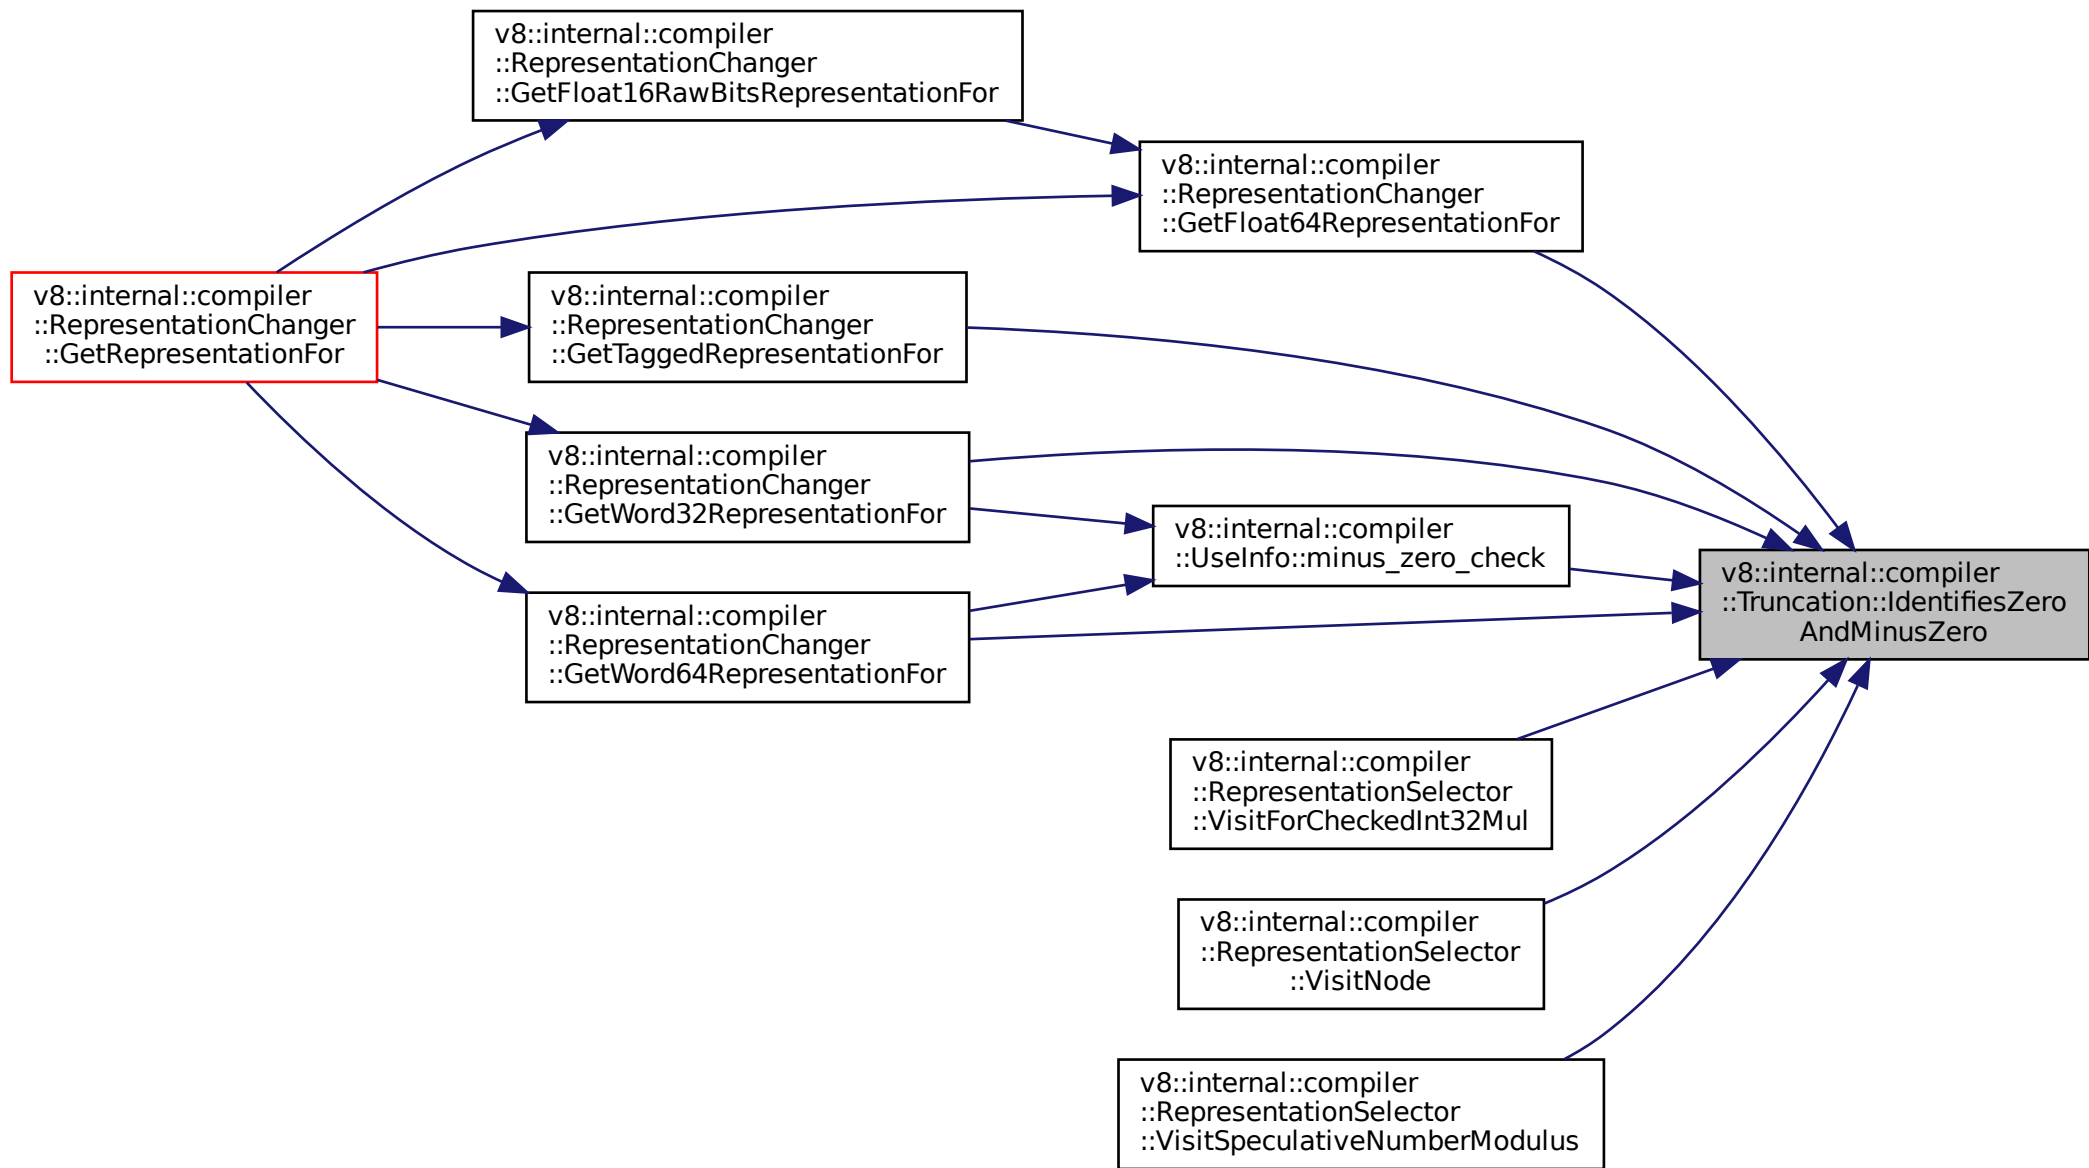 v8::internal::compiler
::RepresentationChanger
::GetFloat16RawBitsRepresentationFor
v8::internal::compiler
::RepresentationChanger
::GetFloat64RepresentationFor
v8::internal::compiler
::RepresentationChanger
::GetRepresentationFor
v8::internal::compiler
::RepresentationChanger
::GetTaggedRepresentationFor
v8::internal::compiler
::RepresentationChanger
::GetWord32RepresentationFor
v8::internal::compiler
::UseInfo::minus_zero_check
v8::internal::compiler
::Truncation::IdentifiesZero
AndMinusZero
v8::internal::compiler
::RepresentationChanger
::GetWord64RepresentationFor
v8::internal::compiler
::RepresentationSelector
::VisitForCheckedInt32Mul
v8::internal::compiler
::RepresentationSelector
::VisitNode
v8::internal::compiler
::RepresentationSelector
::VisitSpeculativeNumberModulus